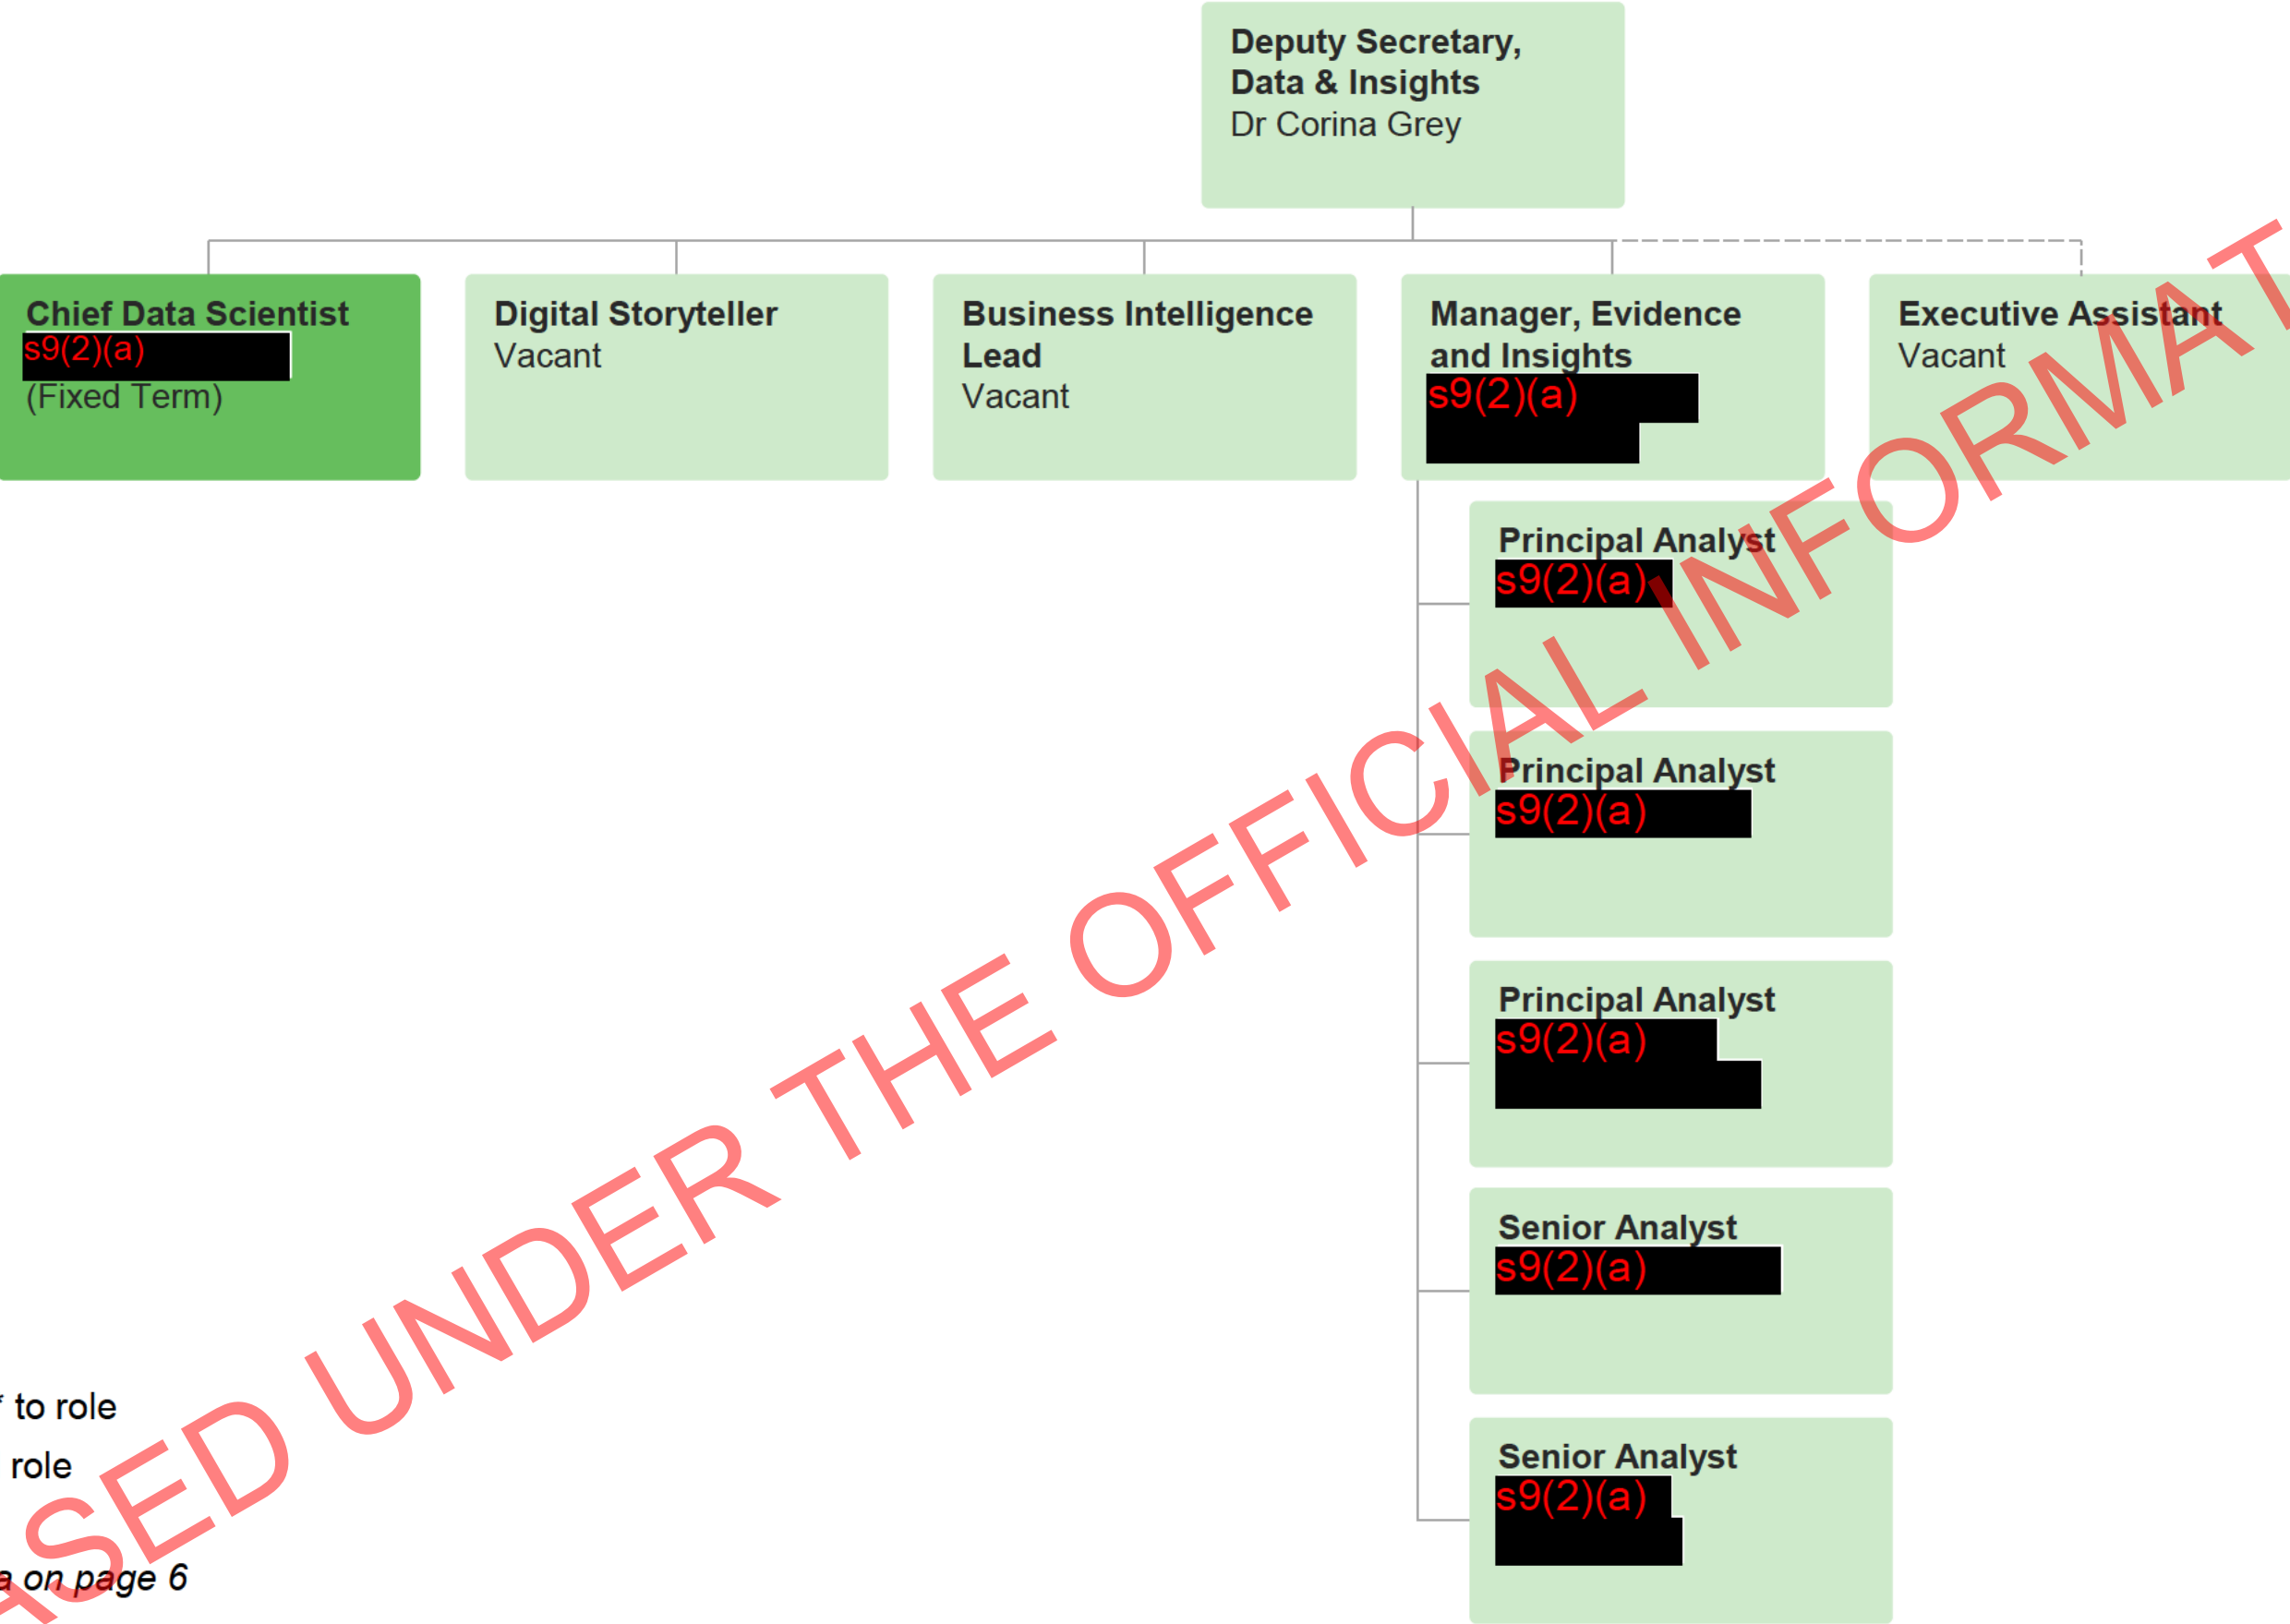 Deputy Secretary,
Data & Insights
Dr Corina Grey
Chief Data Scientist
s9(2)(a)
(Fixed Term)
Digital Storyteller
Vacant
Business Intelligence
Lead
Vacant
Manager, Evidence
and Insights
s9(2)(a)
Executive Assistant
Vacant
Principal Analyst
s9(2)(a)
Principal Analyst
s9(2)(a)
Principal Analyst
s9(2)(a)
Senior Analyst
s9(2)(a)
Senior Analyst
s9(2)(a)
to role
role
on page 6
ASED UNDER THE OFFICIAL INFORMAT